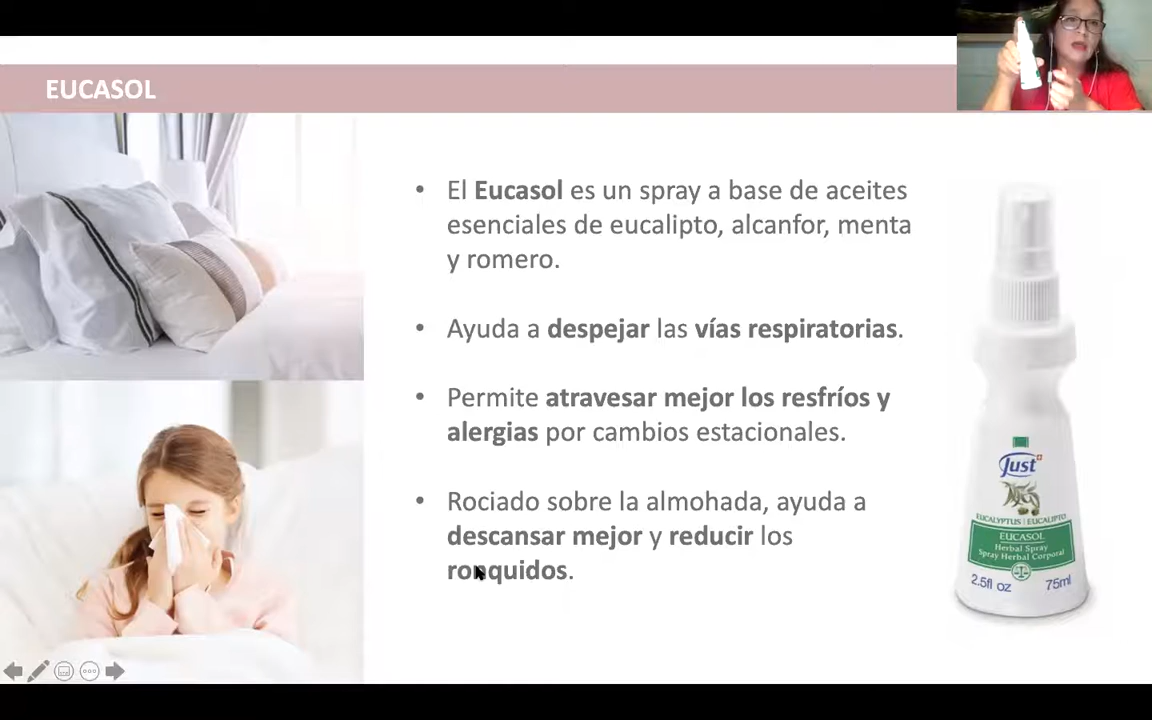 EUCASOL
• El Eucasol es un spray a base de aceites
esenciales de eucalipto, alcanfor, menta
y romero.
• Ayuda a despejar las vías respiratorias.
• Permite atravesar mejor los resfríos y
alergias por cambios estacionales.
• Rociado sobre la almohada, ayuda a
descansar mejor y reducir los
ronquidos.
Just
EUCALYPTUS | EUCALIPTO
EUCASOL
Herbal Spray
Spray Herbal Corporal
2.5fl oz 75ml